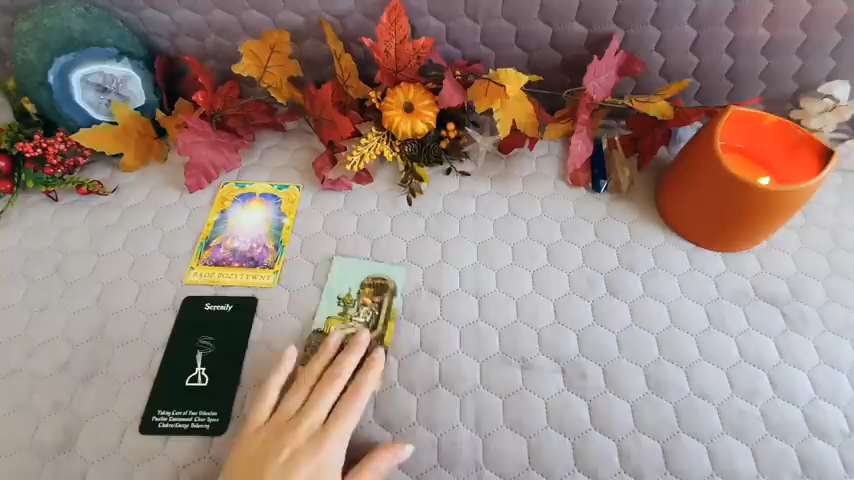 BĄDŹ POZYTYWNY
Serenity
Taking Care of Your Vibration
Positive Environment Clear Space
Chakra/Energy Balancing